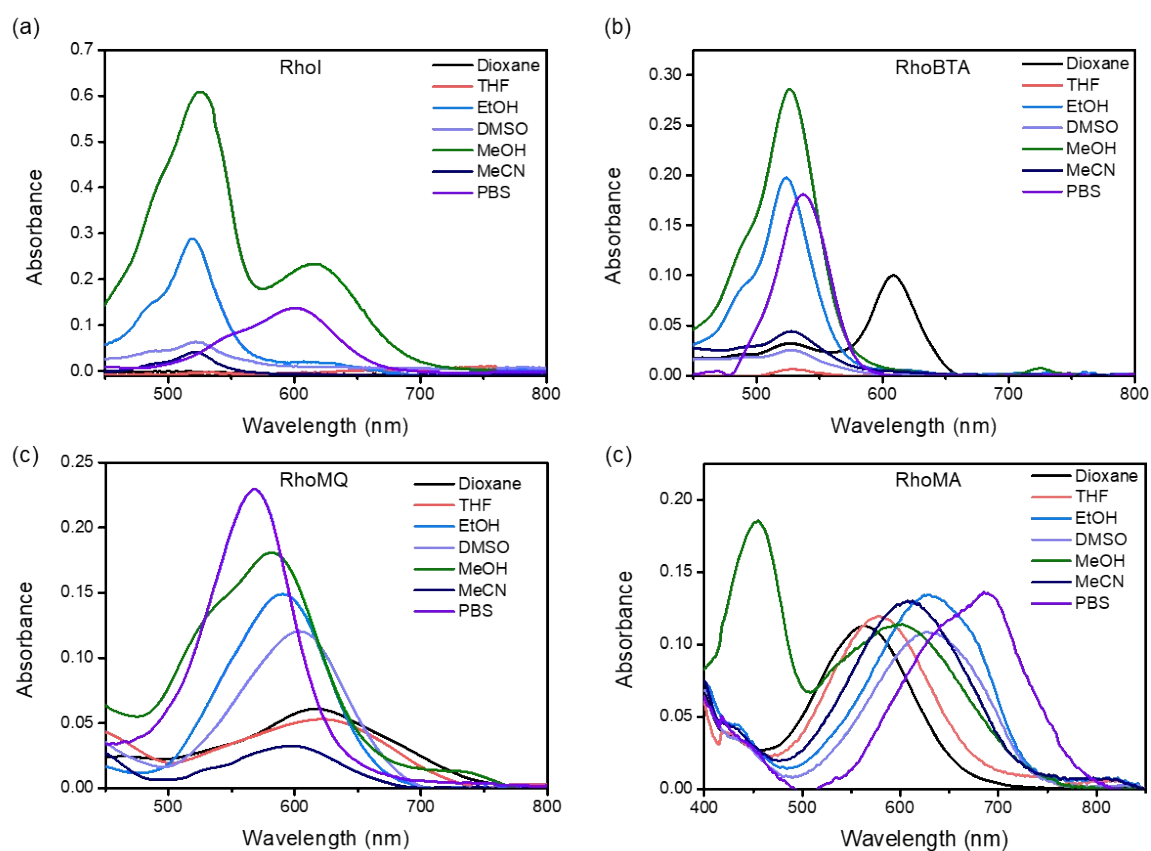 (a)
RhoI
Dioxane
THF
EtOH
DMSO
MeOH
MeCN
PBS
0.7
0.6
0.5
0.4
0.3
0.2
0.1
0.0
Absorbance
500
600
700
800
Wavelength (nm)
(b)
RhoBTA
Dioxane
THF
EtOH
DMSO
MeOH
MeCN
PBS
0.30
0.25
0.20
0.15
0.10
0.05
0.00
Absorbance
500
600
700
800
Wavelength (nm)
(c)
RhoMQ
Dioxane
THF
EtOH
DMSO
MeOH
MeCN
PBS
0.25
0.20
0.15
0.10
0.05
0.00
Absorbance
500
600
700
800
Wavelength (nm)
(c)
RhoMA
Dioxane
THF
EtOH
DMSO
MeOH
MeCN
PBS
0.20
0.15
0.10
0.05
0.00
Absorbance
400
500
600
700
800
Wavelength (nm)